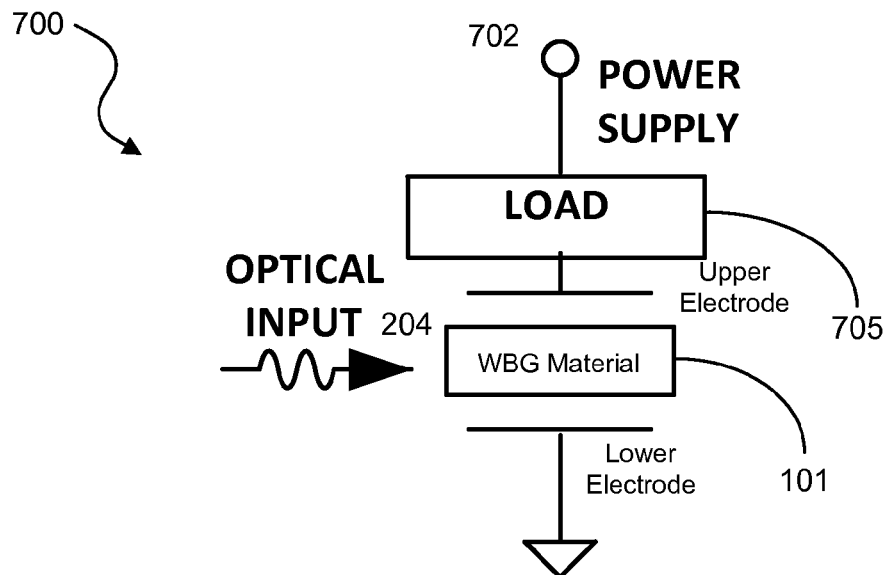 700
702
POWER
SUPPLY
LOAD
OPTICAL
INPUT 204
Upper
Electrode
705
WBG Material
Lower
Electrode
101